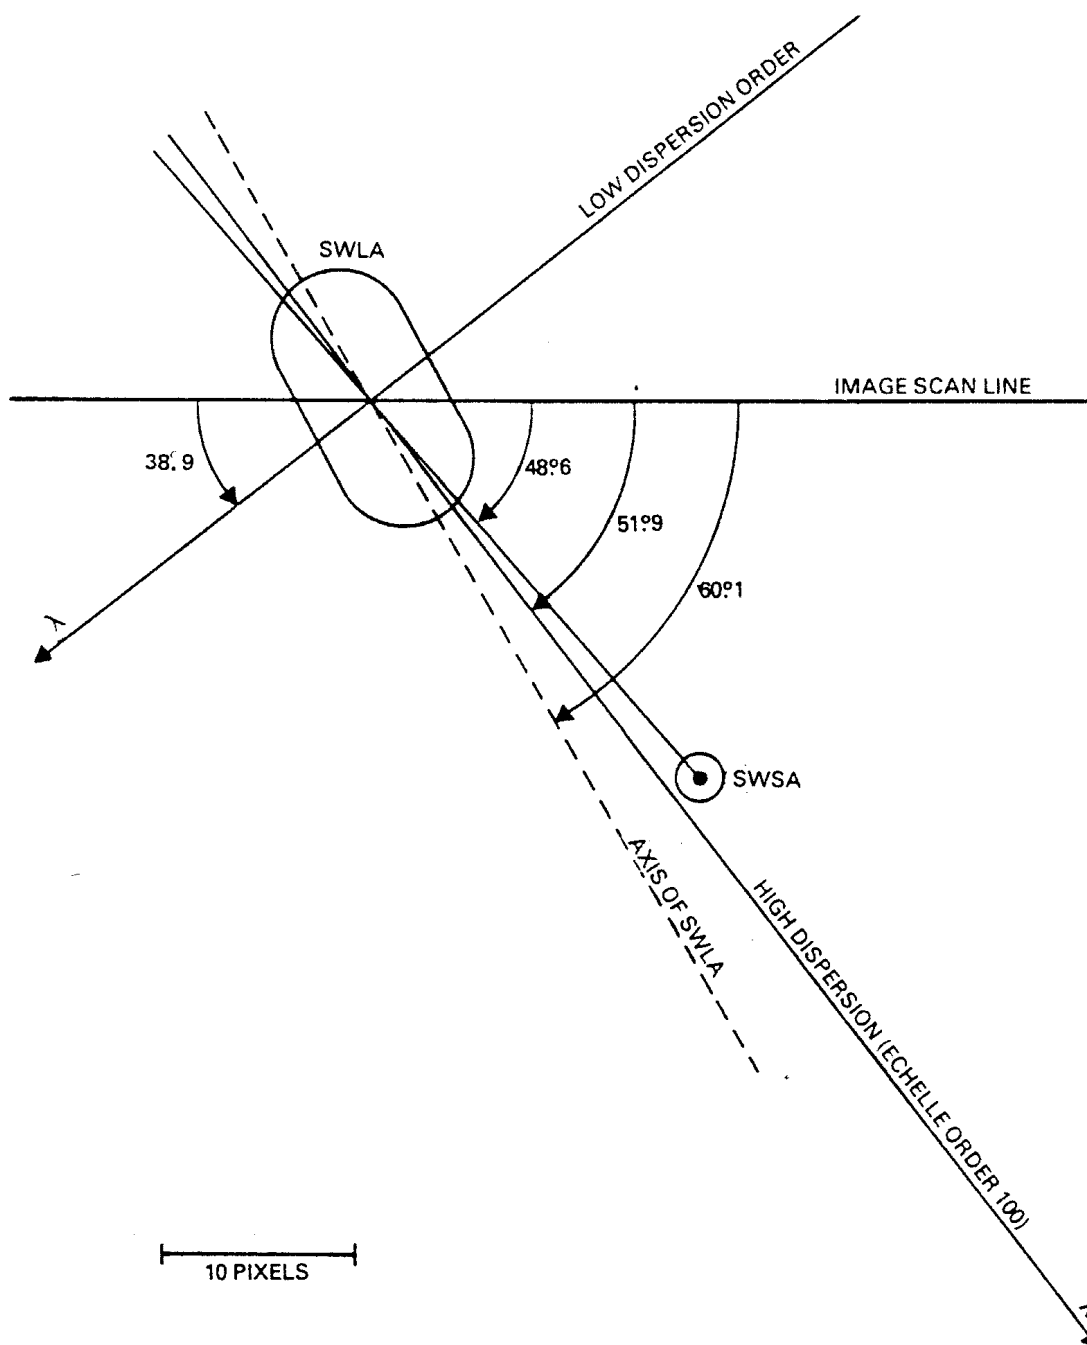 LOW DISPERSION ORDER
SWLA
IMAGE SCAN LINE
38°.9
48°.6
51°.9
60°.1
λ
SWSA
AXIS OF SWLA
HIGH DISPERSION (ECHELLE ORDER 100)
10 PIXELS